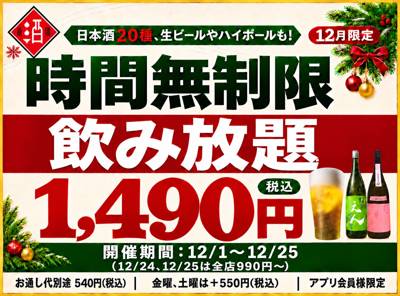 酒
日本酒20種、生ビールやハイボールも!
12月限定
時間無制限
飲み放題
1,490円
税込
開催期間:12/1〜12/25
(12/24、12/25は全店990円〜)
お通し代別途 540円(税込)
金曜、土曜は+550円(税込)
アプリ会員様限定